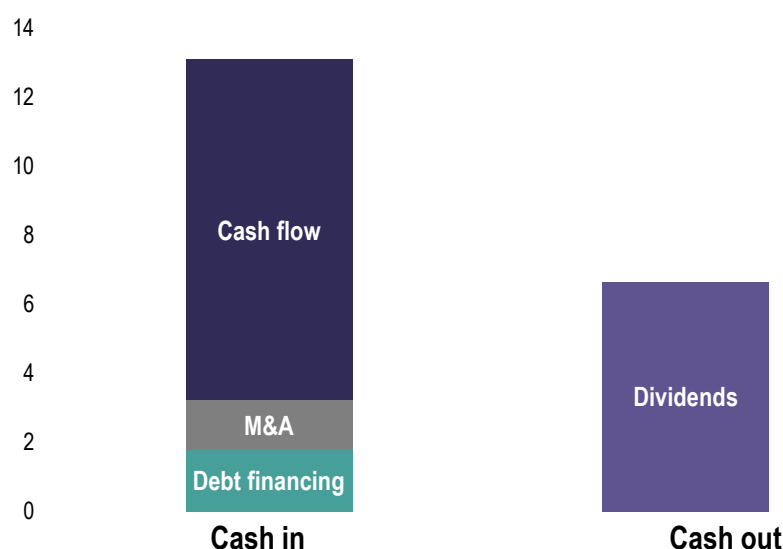 14
12
10
8
6
4
2
0
Cash flow
M&A
Debt financing
Dividends
Cash in
Cash out